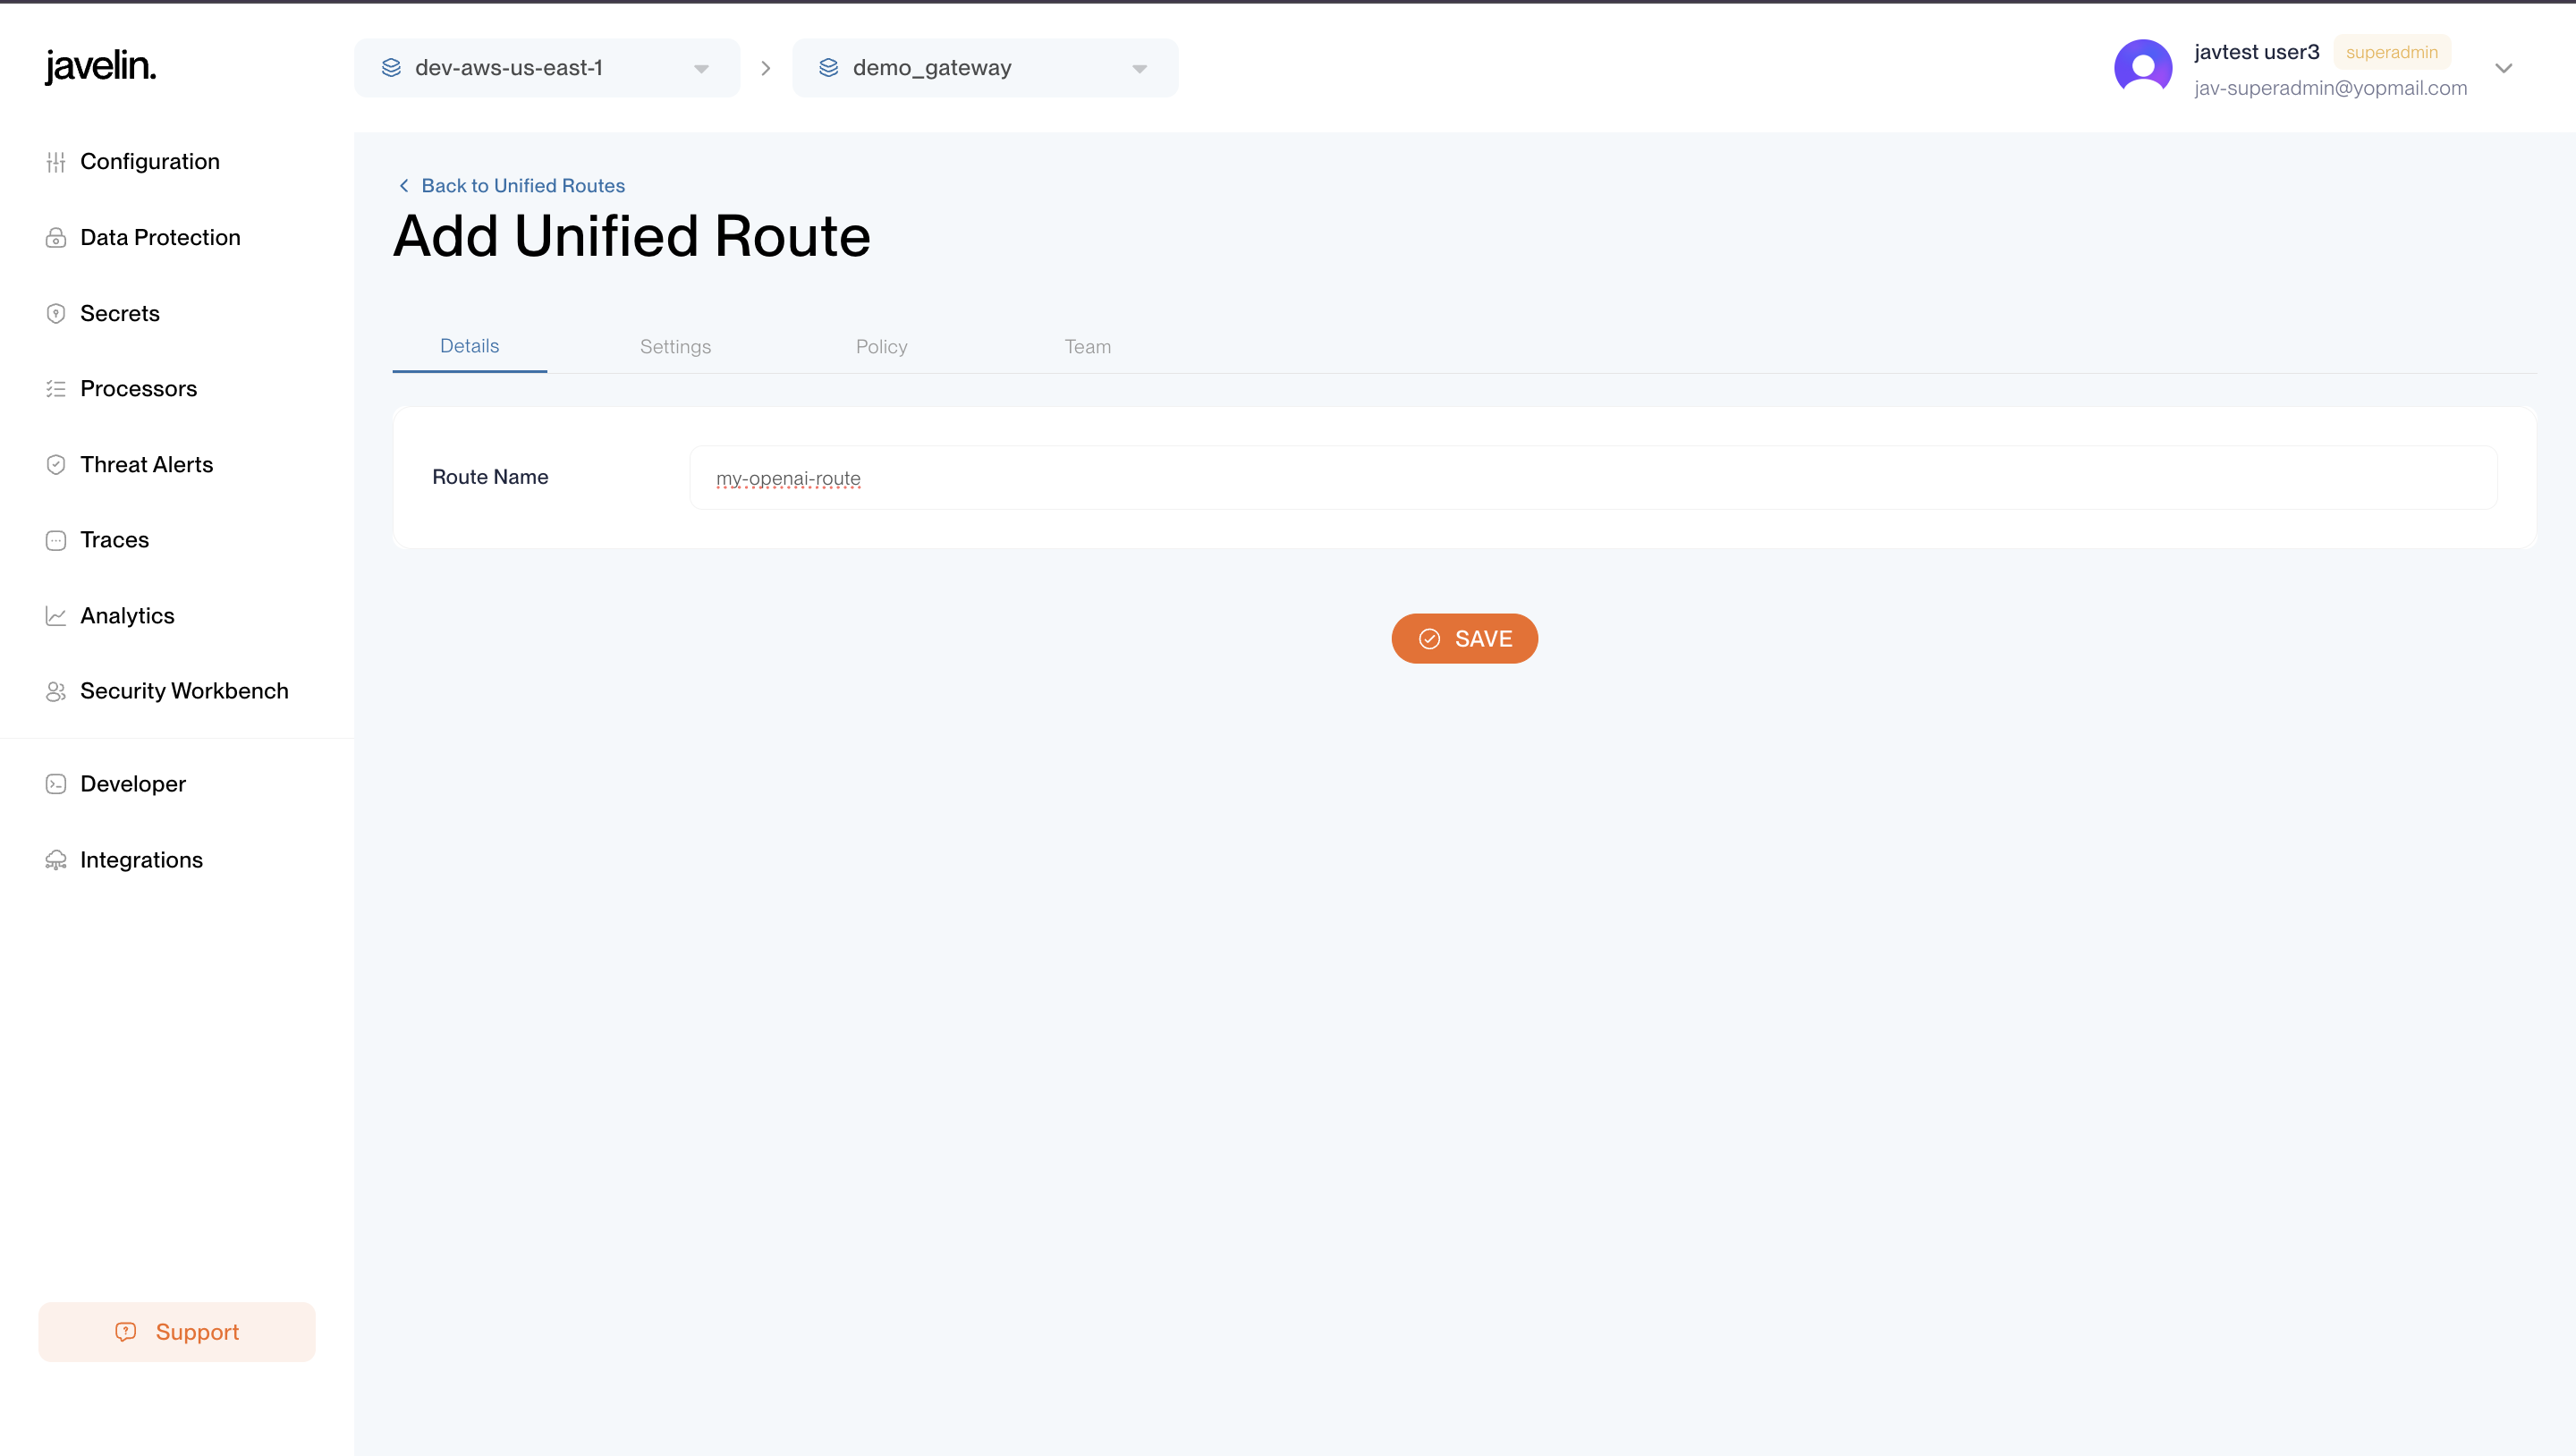 javelin.
dev-aws-us-east-1
demo_gateway
javtest user3
superadmin
jav-superadmin@yopmail.com
Configuration
Data Protection
Secrets
Processors
Threat Alerts
Traces
Analytics
Security Workbench
Developer
Integrations
Support
Back to Unified Routes
Add Unified Route
Details
Settings
Policy
Team
Route Name
my-openai-route
SAVE